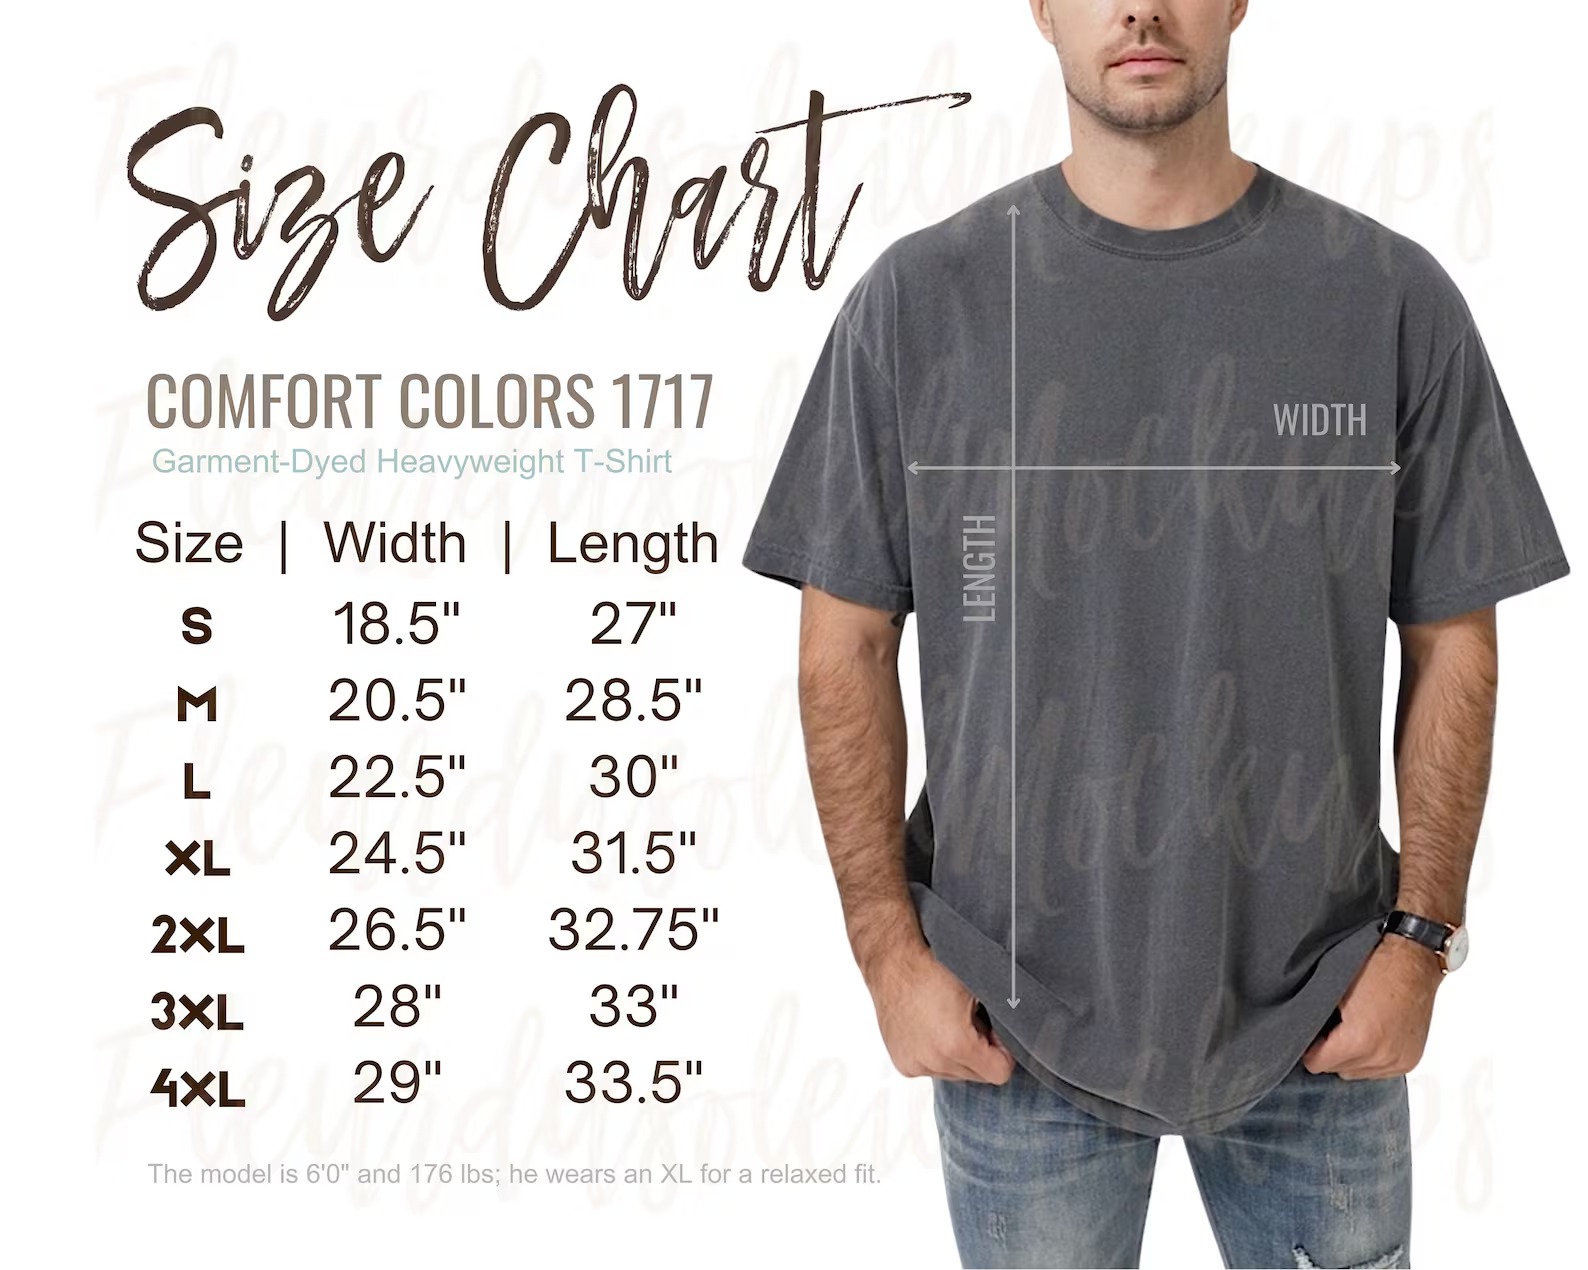 Size Chart
COMFORT COLORS 1717
Garment-Dyed Heavyweight T-Shirt
Size | Width | Length
S 18.5" 27"
M 20.5" 28.5"
L 22.5" 30"
XL 24.5" 31.5"
2XL 26.5" 32.75"
3XL 28" 33"
4XL 29" 33.5"
The model is 6'0" and 176 lbs; he wears an XL for a relaxed fit.
WIDTH
LENGTH